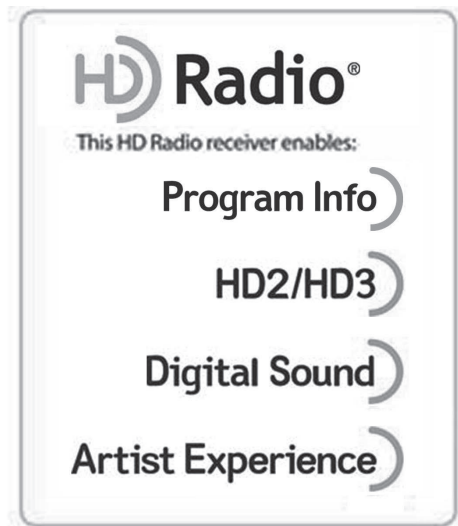 HD Radio®
This HD Radio receiver enables:
Program Info
HD2/HD3
Digital Sound
Artist Experience